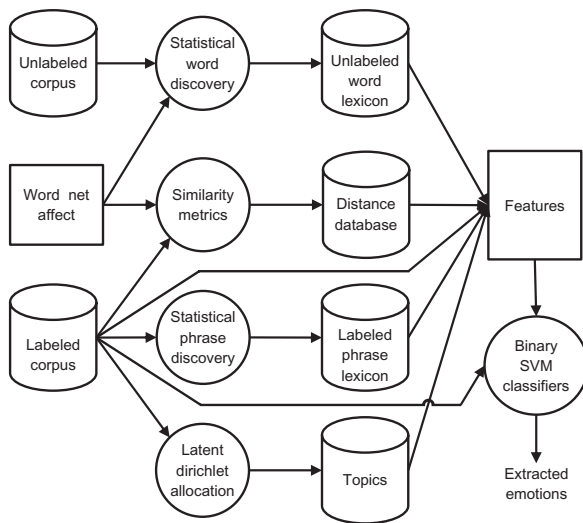 Unlabeled
corpus
Statistical
word
discovery
Unlabeled
word
lexicon
Word net
affect
Similarity
metrics
Distance
database
Features
Labeled
corpus
Statistical
phrase
discovery
Labeled
phrase
lexicon
Binary
SVM
classifiers
Latent
dirichlet
allocation
Topics
Extracted
emotions